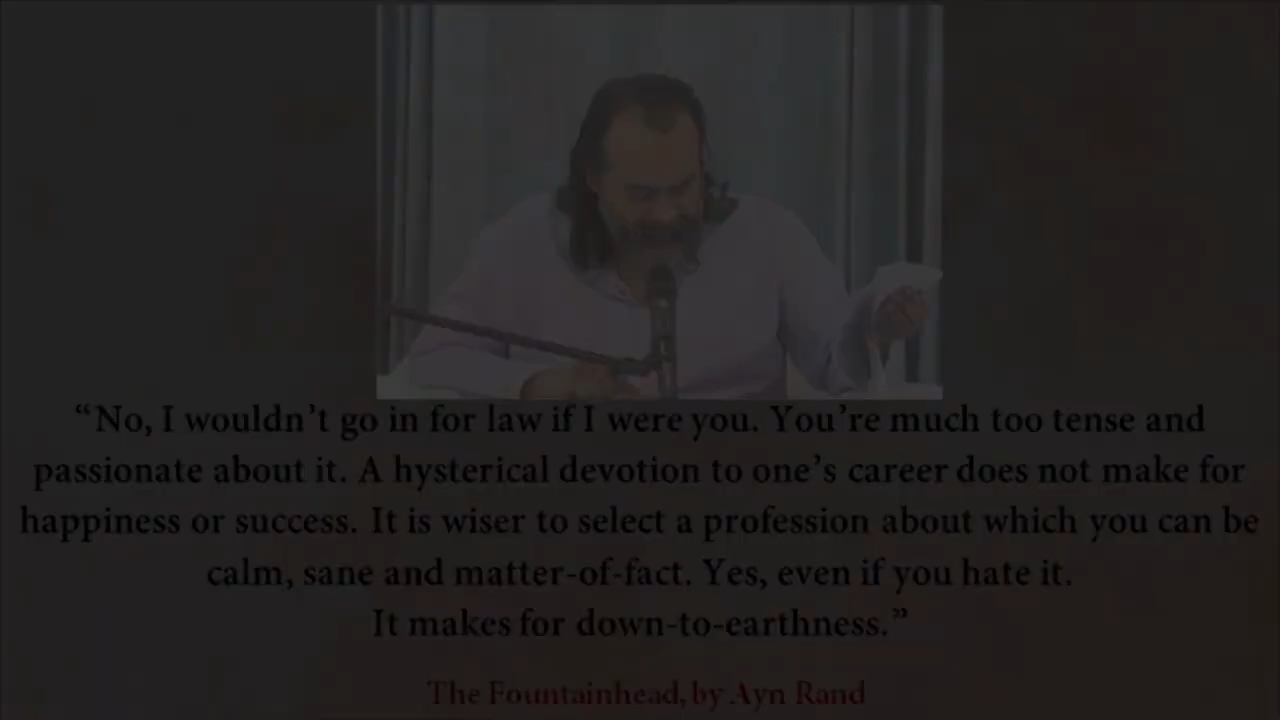 “No, I wouldn’t go in for law if I were you. You’re much too tense and
passionate about it. A hysterical devotion to one’s career does not make for
happiness or success. It is wiser to select a profession about which you can be
calm, sane and matter-of-fact. Yes, even if you hate it.
It makes for down-to-earthness.”
The Fountainhead, by Ayn Rand